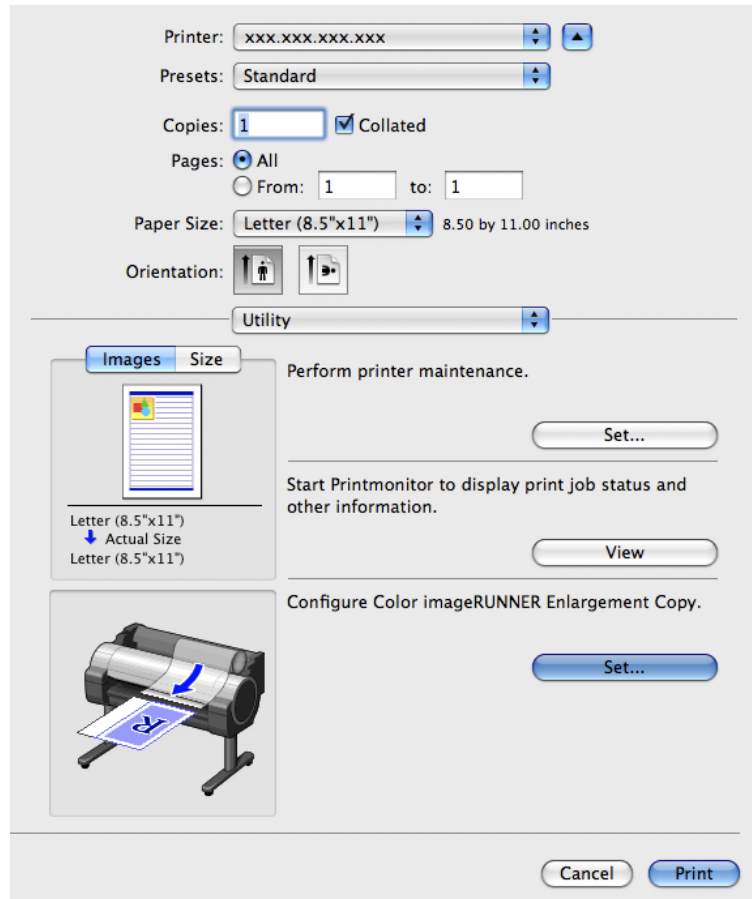 Printer: xxx.xxx.xxx.xxx
Presets: Standard
Copies: 1 Collated
Pages: All
From: 1 to: 1
Paper Size: Letter (8.5"x11") 8.50 by 11.00 inches
Orientation:
Utility
Images Size
Perform printer maintenance.
Set...
Start Printmonitor to display print job status and
other information.
View
Letter (8.5"x11")
Actual Size
Letter (8.5"x11")
Configure Color imageRUNNER Enlargement Copy.
Set...
R
Cancel Print